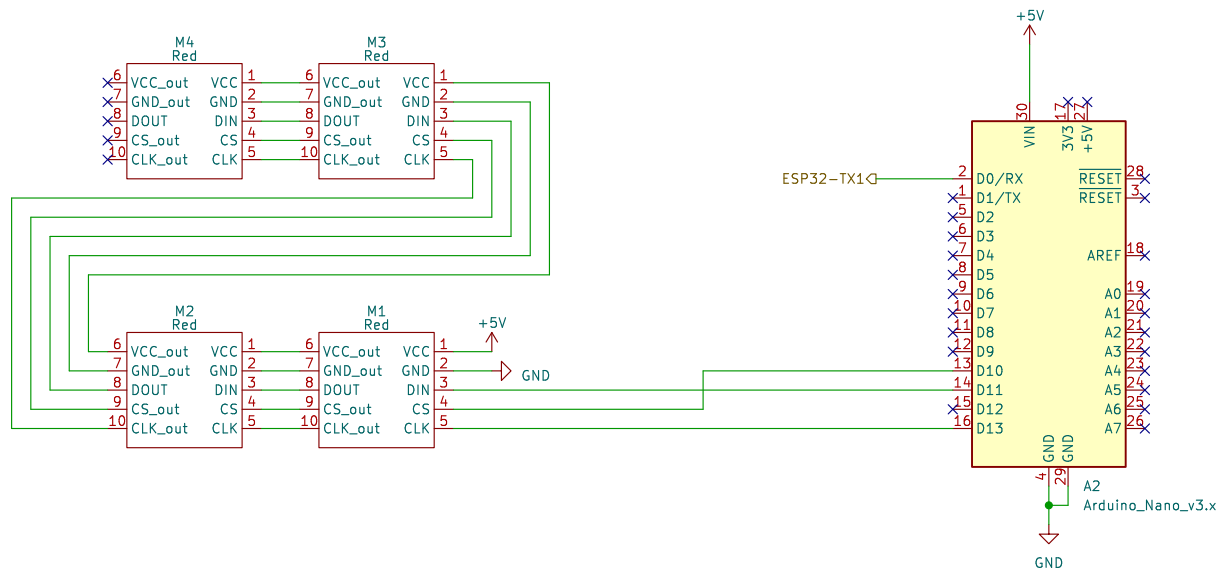 +5V
M4
Red
M3
Red
6 VCC_out VCC 1
7 GND_out GND 2
8 DOUT DIN 3
9 CS_out CS 4
10 CLK_out CLK 5
6 VCC_out VCC 1
7 GND_out GND 2
8 DOUT DIN 3
9 CS_out CS 4
10 CLK_out CLK 5
M2
Red
M1
Red
+5V
GND
6 VCC_out VCC 1
7 GND_out GND 2
8 DOUT DIN 3
9 CS_out CS 4
10 CLK_out CLK 5
6 VCC_out VCC 1
7 GND_out GND 2
8 DOUT DIN 3
9 CS_out CS 4
10 CLK_out CLK 5
30 17 27
VIN 3V3 +5V
ESP32-TX1
2 D0/RX RESET 28
1 D1/TX RESET 3
5 D2
6 D3
7 D4 AREF 18
8 D5
9 D6 A0 19
10 D7 A1 20
11 D8 A2 21
12 D9 A3 22
13 D10 A4 23
14 D11 A5 24
15 D12 A6 25
16 D13 A7 26
GND GND
4 29
A2
Arduino_Nano_v3.x
GND